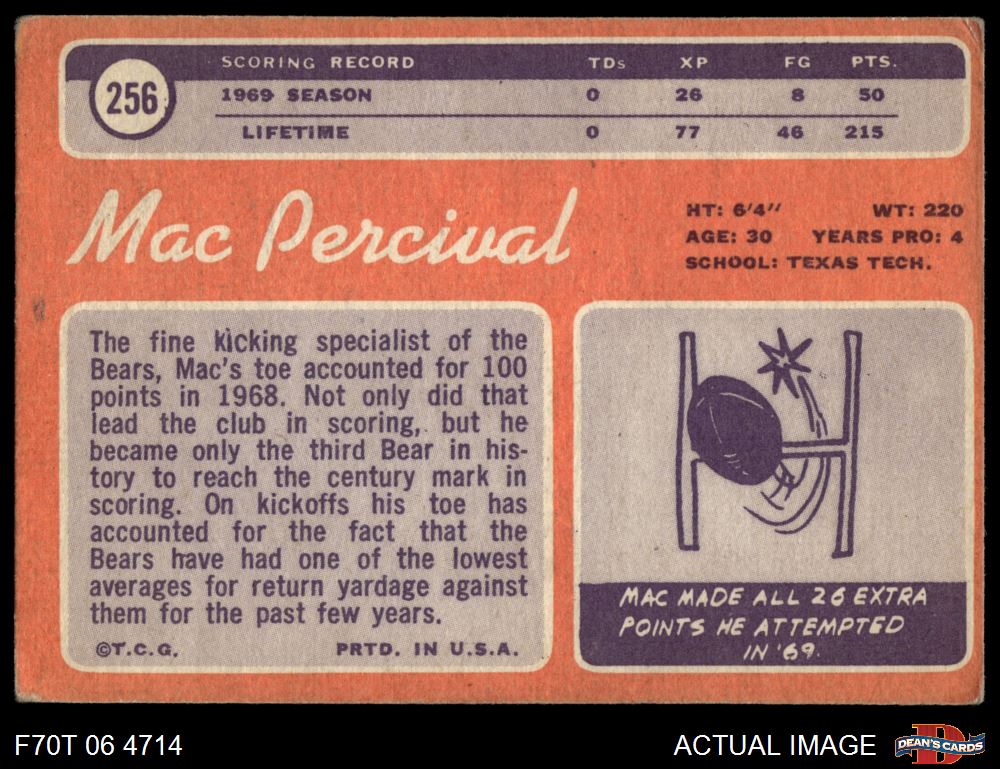 256
SCORING RECORD TDs XP FG PTS.
1969 SEASON 0 26 8 50
LIFETIME 0 77 46 215
Mac Percival
HT: 6'4'' WT: 220
AGE: 30 YEARS PRO: 4
SCHOOL: TEXAS TECH.
The fine kicking specialist of the
Bears, Mac's toe accounted for 100
points in 1968. Not only did that
lead the club in scoring, but he
became only the third Bear in his-
tory to reach the century mark in
scoring. On kickoffs his toe has
accounted for the fact that the
Bears have had one of the lowest
averages for return yardage against
them for the past few years.
©T.C.G. PRTD. IN U.S.A.
MAC MADE ALL 26 EXTRA
POINTS HE ATTEMPTED
IN '69.
F70T 06 4714
ACTUAL IMAGE
D
DEAN'S CARDS